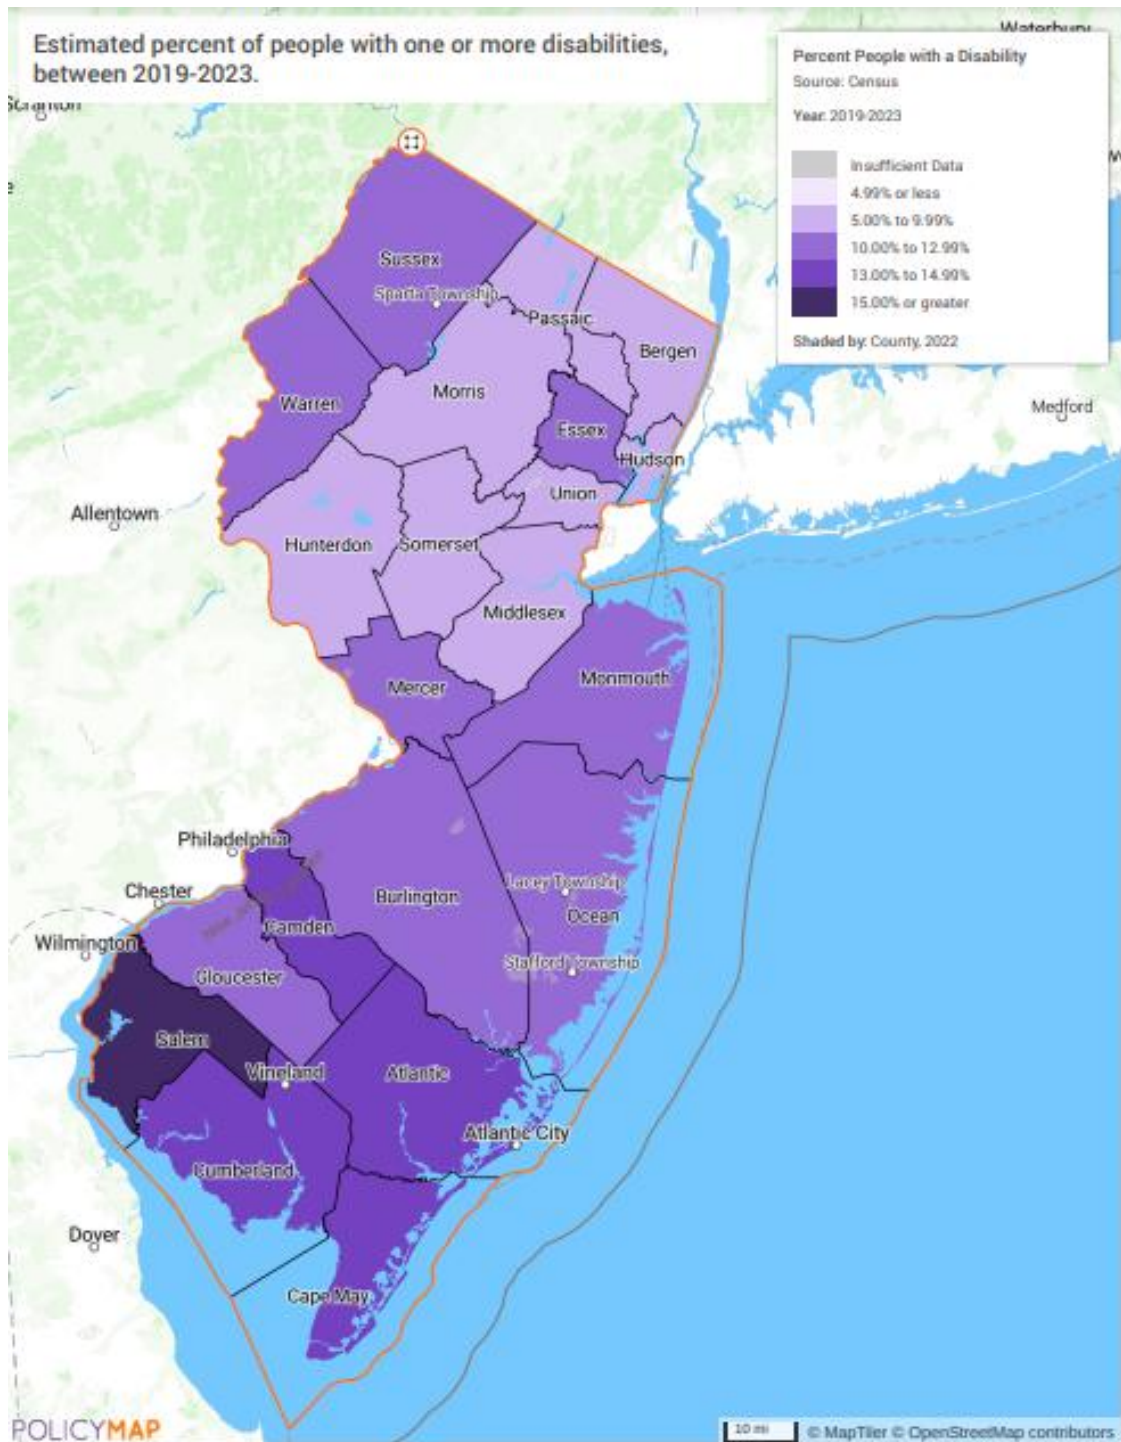 Estimated percent of people with one or more disabilities,
between 2019-2023.
Waterbury
Percent People with a Disability
Source: Census
Year: 2019-2023
Insufficient Data
4.99% or less
5.00% to 9.99%
10.00% to 12.99%
13.00% to 14.99%
15.00% or greater
Shaded by: County, 2022
Scranton
Sussex
Sparta Township
Passaic
Bergen
Morris
Warren
Medford
Essex
Hudson
Union
Allentown
Hunterdon
Somerset
Middlesex
Monmouth
Mercer
Philadelphia
Lacey Township
Chester
Burlington
Ocean
Camden
Wilmington
Stafford Township
Gloucester
Salem
Vineland
Atlantic
Atlantic City
Cumberland
Dover
Cape May
POLICYMAP
10 mi
© MapTiler © OpenStreetMap contributors